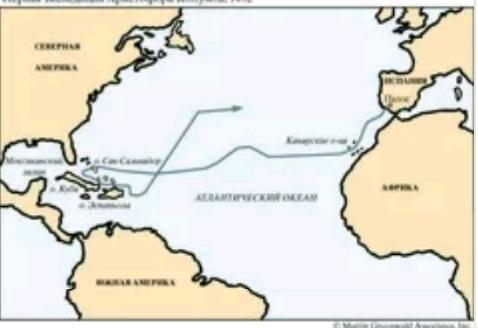 СЕВЕРНАЯ
АМЕРИКА
ИСПАНИЯ
Палос
Канарские о-ва
Мексиканский
залив
о. Сан-Сальвадор
о. Куба
о. Эспаньола
АТЛАНТИЧЕСКИЙ ОКЕАН
АФРИКА
ЮЖНАЯ АМЕРИКА
© Martin Greenwald Associates, Inc.